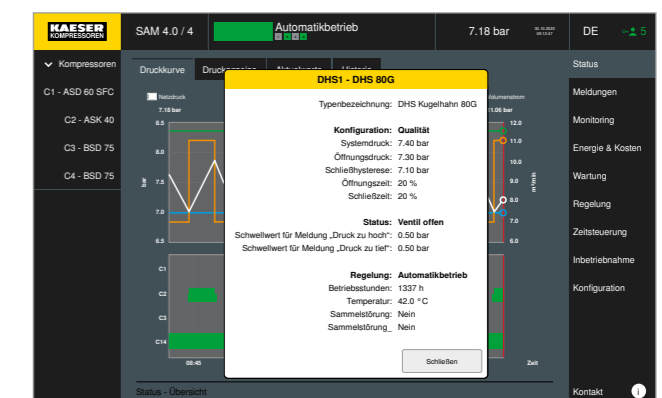 KAESER
KOMPRESSOREN
SAM 4.0 / 4
Automatikbetrieb
7.18 bar
DE
5
Kompressoren
C1 - ASD 60 SFC
C2 - ASK 40
C3 - BSD 75
C4 - BSD 75
Druckkurve
Netzdruck
7.18 bar
8.5
8.0
7.5
7.0
6.5
bar
C1
C2
C3
C14
08:45
DHS1 - DHS 80G
Typenbezeichnung: DHS Kugelhahn 80G
Konfiguration: Qualität
Systemdruck: 7.40 bar
Öffnungsdruck: 7.30 bar
Schließhysterese: 7.10 bar
Öffnungszeit: 20 %
Schließzeit: 20 %
Status: Ventil offen
Schwellwert für Meldung „Druck zu hoch“: 0.50 bar
Schwellwert für Meldung „Druck zu tief“: 0.50 bar
Regelung: Automatikbetrieb
Betriebsstunden: 1337 h
Temperatur: 42.0 °C
Sammelstörung: Nein
Sammelstörung_ Nein
Schließen
12.0
11.0
10.0
9.0
8.0
7.0
6.0
m³/min
Zeit
Status
Meldungen
Monitoring
Energie & Kosten
Wartung
Regelung
Zeitsteuerung
Inbetriebnahme
Konfiguration
Status - Übersicht
Kontakt
i